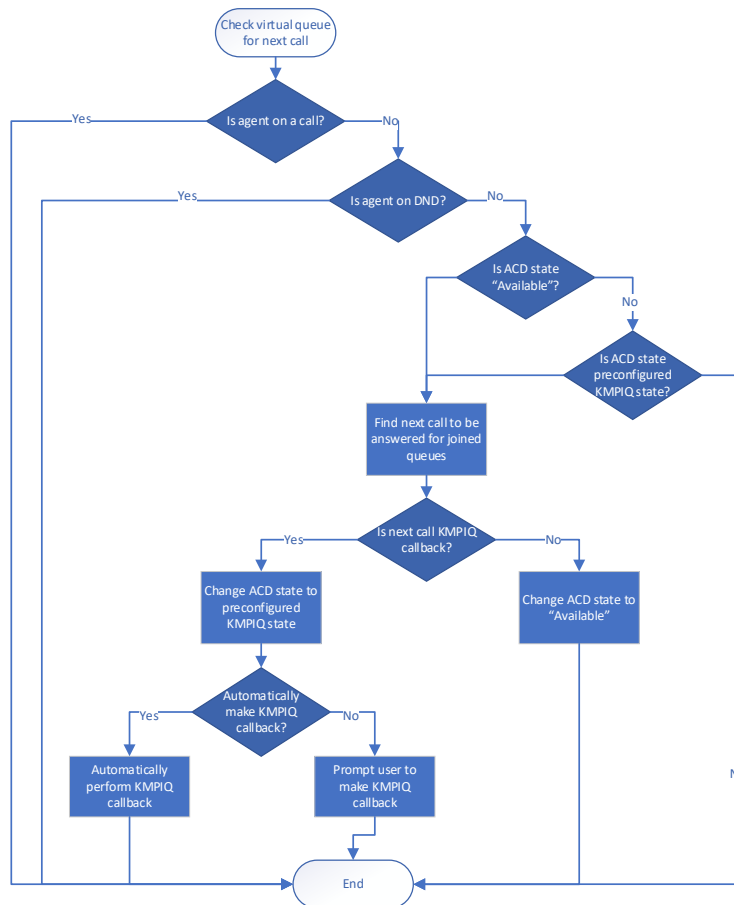 Check virtual queue
for next call
Is agent on a call?
Yes
No
Is agent on DND?
Yes
No
Is ACD state
“Available”?
No
Is ACD state
preconfigured
KMPIQ state?
Find next call to be
answered for joined
queues
Is next call KMPIQ
callback?
Yes
No
Change ACD state to
preconfigured
KMPIQ state
Change ACD state to
“Available”
Automatically
make KMPIQ
callback?
Yes
No
Automatically
perform KMPIQ
callback
Prompt user to
make KMPIQ
callback
End